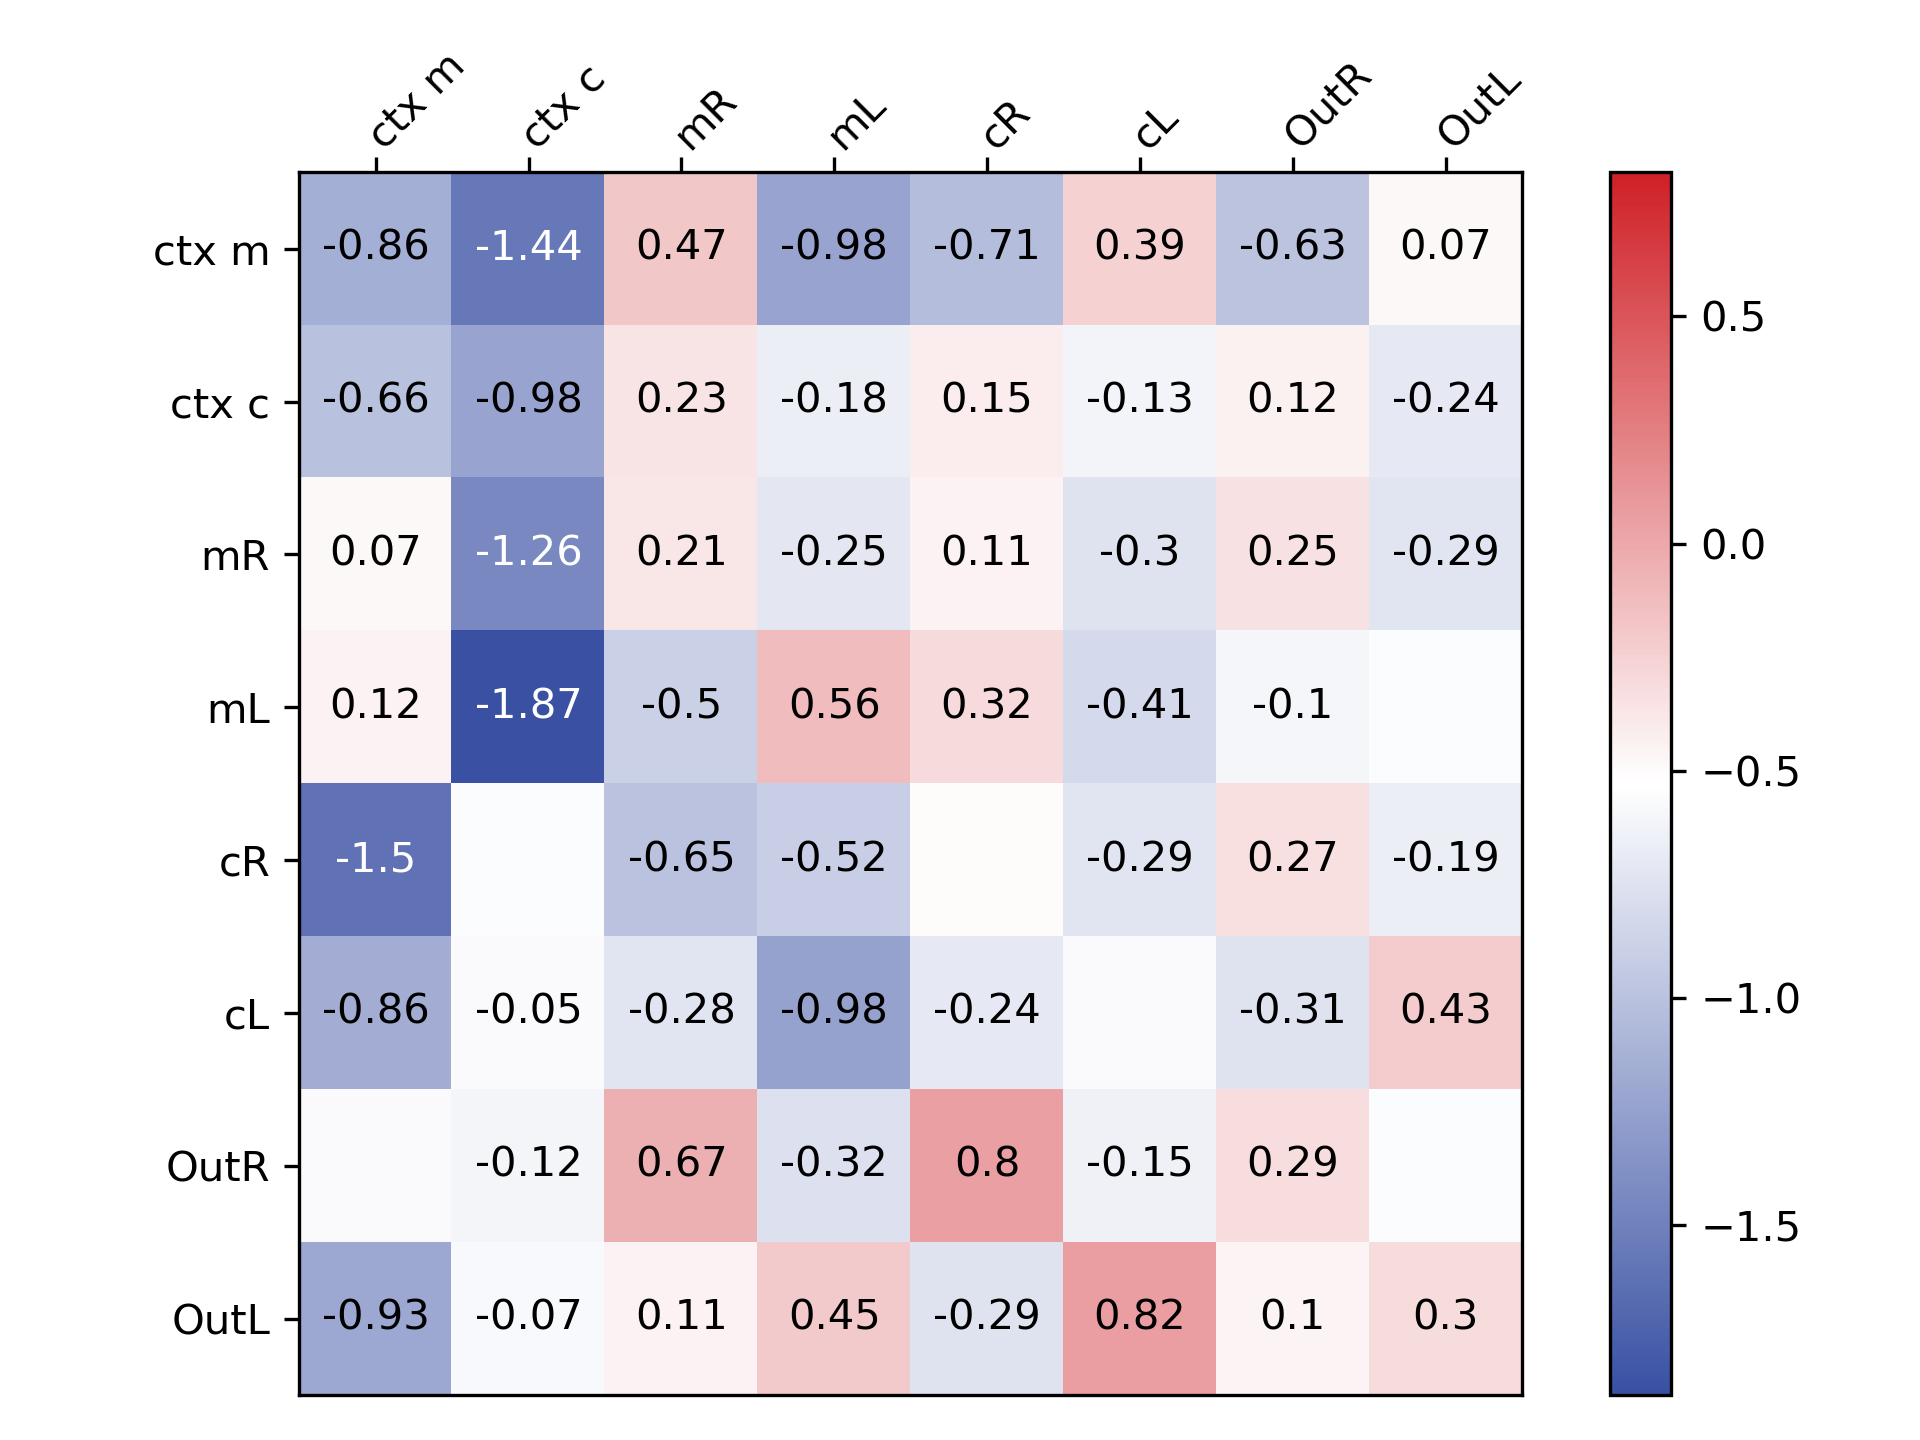 ctx m ctx c mR mL cR cL OutR OutL
ctx m -0.86 -1.44 0.47 -0.98 -0.71 0.39 -0.63 0.07
ctx c -0.66 -0.98 0.23 -0.18 0.15 -0.13 0.12 -0.24
mR 0.07 -1.26 0.21 -0.25 0.11 -0.3 0.25 -0.29
mL 0.12 -1.87 -0.5 0.56 0.32 -0.41 -0.1
cR -1.5 -0.65 -0.52 -0.29 0.27 -0.19
cL -0.86 -0.05 -0.28 -0.98 -0.24 -0.31 0.43
OutR -0.12 0.67 -0.32 0.8 -0.15 0.29
OutL -0.93 -0.07 0.11 0.45 -0.29 0.82 0.1 0.3
0.5
0.0
−0.5
−1.0
−1.5